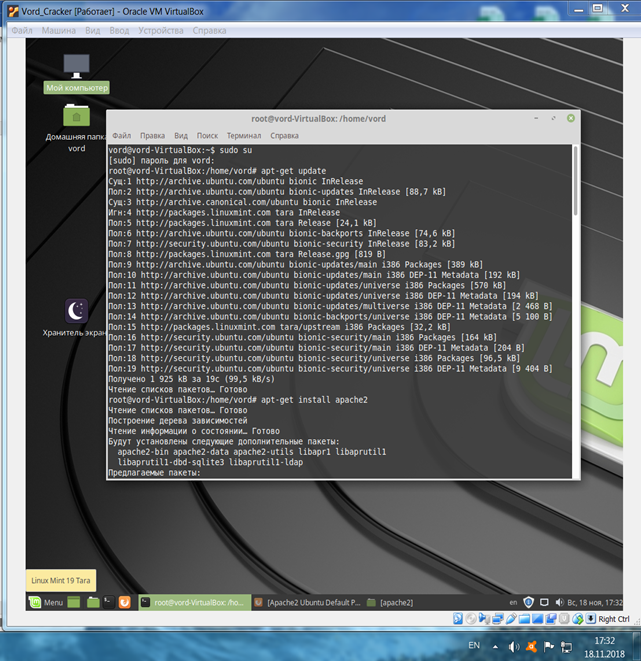 Vord_Cracker [Работает] - Oracle VM VirtualBox
Файл Машина Вид Ввод Устройства Справка
Мой компьютер
Домашняя папка
vord
Хранитель экран
root@vord-VirtualBox: /home/vord
Файл Правка Вид Поиск Терминал Справка
vord@vord-VirtualBox:~$ sudo su
[sudo] пароль для vord:
root@vord-VirtualBox:/home/vord# apt-get update
Сущ:1 http://archive.ubuntu.com/ubuntu bionic InRelease
Пол:2 http://archive.ubuntu.com/ubuntu bionic-updates InRelease [88,7 kB]
Сущ:3 http://archive.canonical.com/ubuntu bionic InRelease
Игн:4 http://packages.linuxmint.com tara InRelease
Пол:5 http://packages.linuxmint.com tara Release [24,1 kB]
Пол:6 http://archive.ubuntu.com/ubuntu bionic-backports InRelease [74,6 kB]
Пол:7 http://security.ubuntu.com/ubuntu bionic-security InRelease [83,2 kB]
Пол:8 http://packages.linuxmint.com tara Release.gpg [819 B]
Пол:9 http://archive.ubuntu.com/ubuntu bionic-updates/main i386 Packages [389 kB]
Пол:10 http://archive.ubuntu.com/ubuntu bionic-updates/main i386 DEP-11 Metadata [192 kB]
Пол:11 http://archive.ubuntu.com/ubuntu bionic-updates/universe i386 Packages [570 kB]
Пол:12 http://archive.ubuntu.com/ubuntu bionic-updates/universe i386 DEP-11 Metadata [194 kB]
Пол:13 http://archive.ubuntu.com/ubuntu bionic-updates/multiverse i386 DEP-11 Metadata [2 468 B]
Пол:14 http://archive.ubuntu.com/ubuntu bionic-backports/universe i386 DEP-11 Metadata [5 100 B]
Пол:15 http://packages.linuxmint.com tara/upstream i386 Packages [32,2 kB]
Пол:16 http://security.ubuntu.com/ubuntu bionic-security/main i386 Packages [164 kB]
Пол:17 http://security.ubuntu.com/ubuntu bionic-security/main i386 DEP-11 Metadata [204 B]
Пол:18 http://security.ubuntu.com/ubuntu bionic-security/universe i386 Packages [96,5 kB]
Пол:19 http://security.ubuntu.com/ubuntu bionic-security/universe i386 DEP-11 Metadata [9 404 B]
Получено 1 925 kB за 19с (99,5 kB/s)
Чтение списков пакетов… Готово
root@vord-VirtualBox:/home/vord# apt-get install apache2
Чтение списков пакетов… Готово
Построение дерева зависимостей
Чтение информации о состоянии… Готово
Будут установлены следующие дополнительные пакеты:
apache2-bin apache2-data apache2-utils libapr1 libaprutil1
libaprutil1-dbd-sqlite3 libaprutil1-ldap
Предлагаемые пакеты:
Linux Mint 19 Tara
Menu root@vord-VirtualBox: /ho... [Apache2 Ubuntu Default P... [apache2] en Вс, 18 ноя, 17:32
Right Ctrl
EN 17:32
18.11.2018